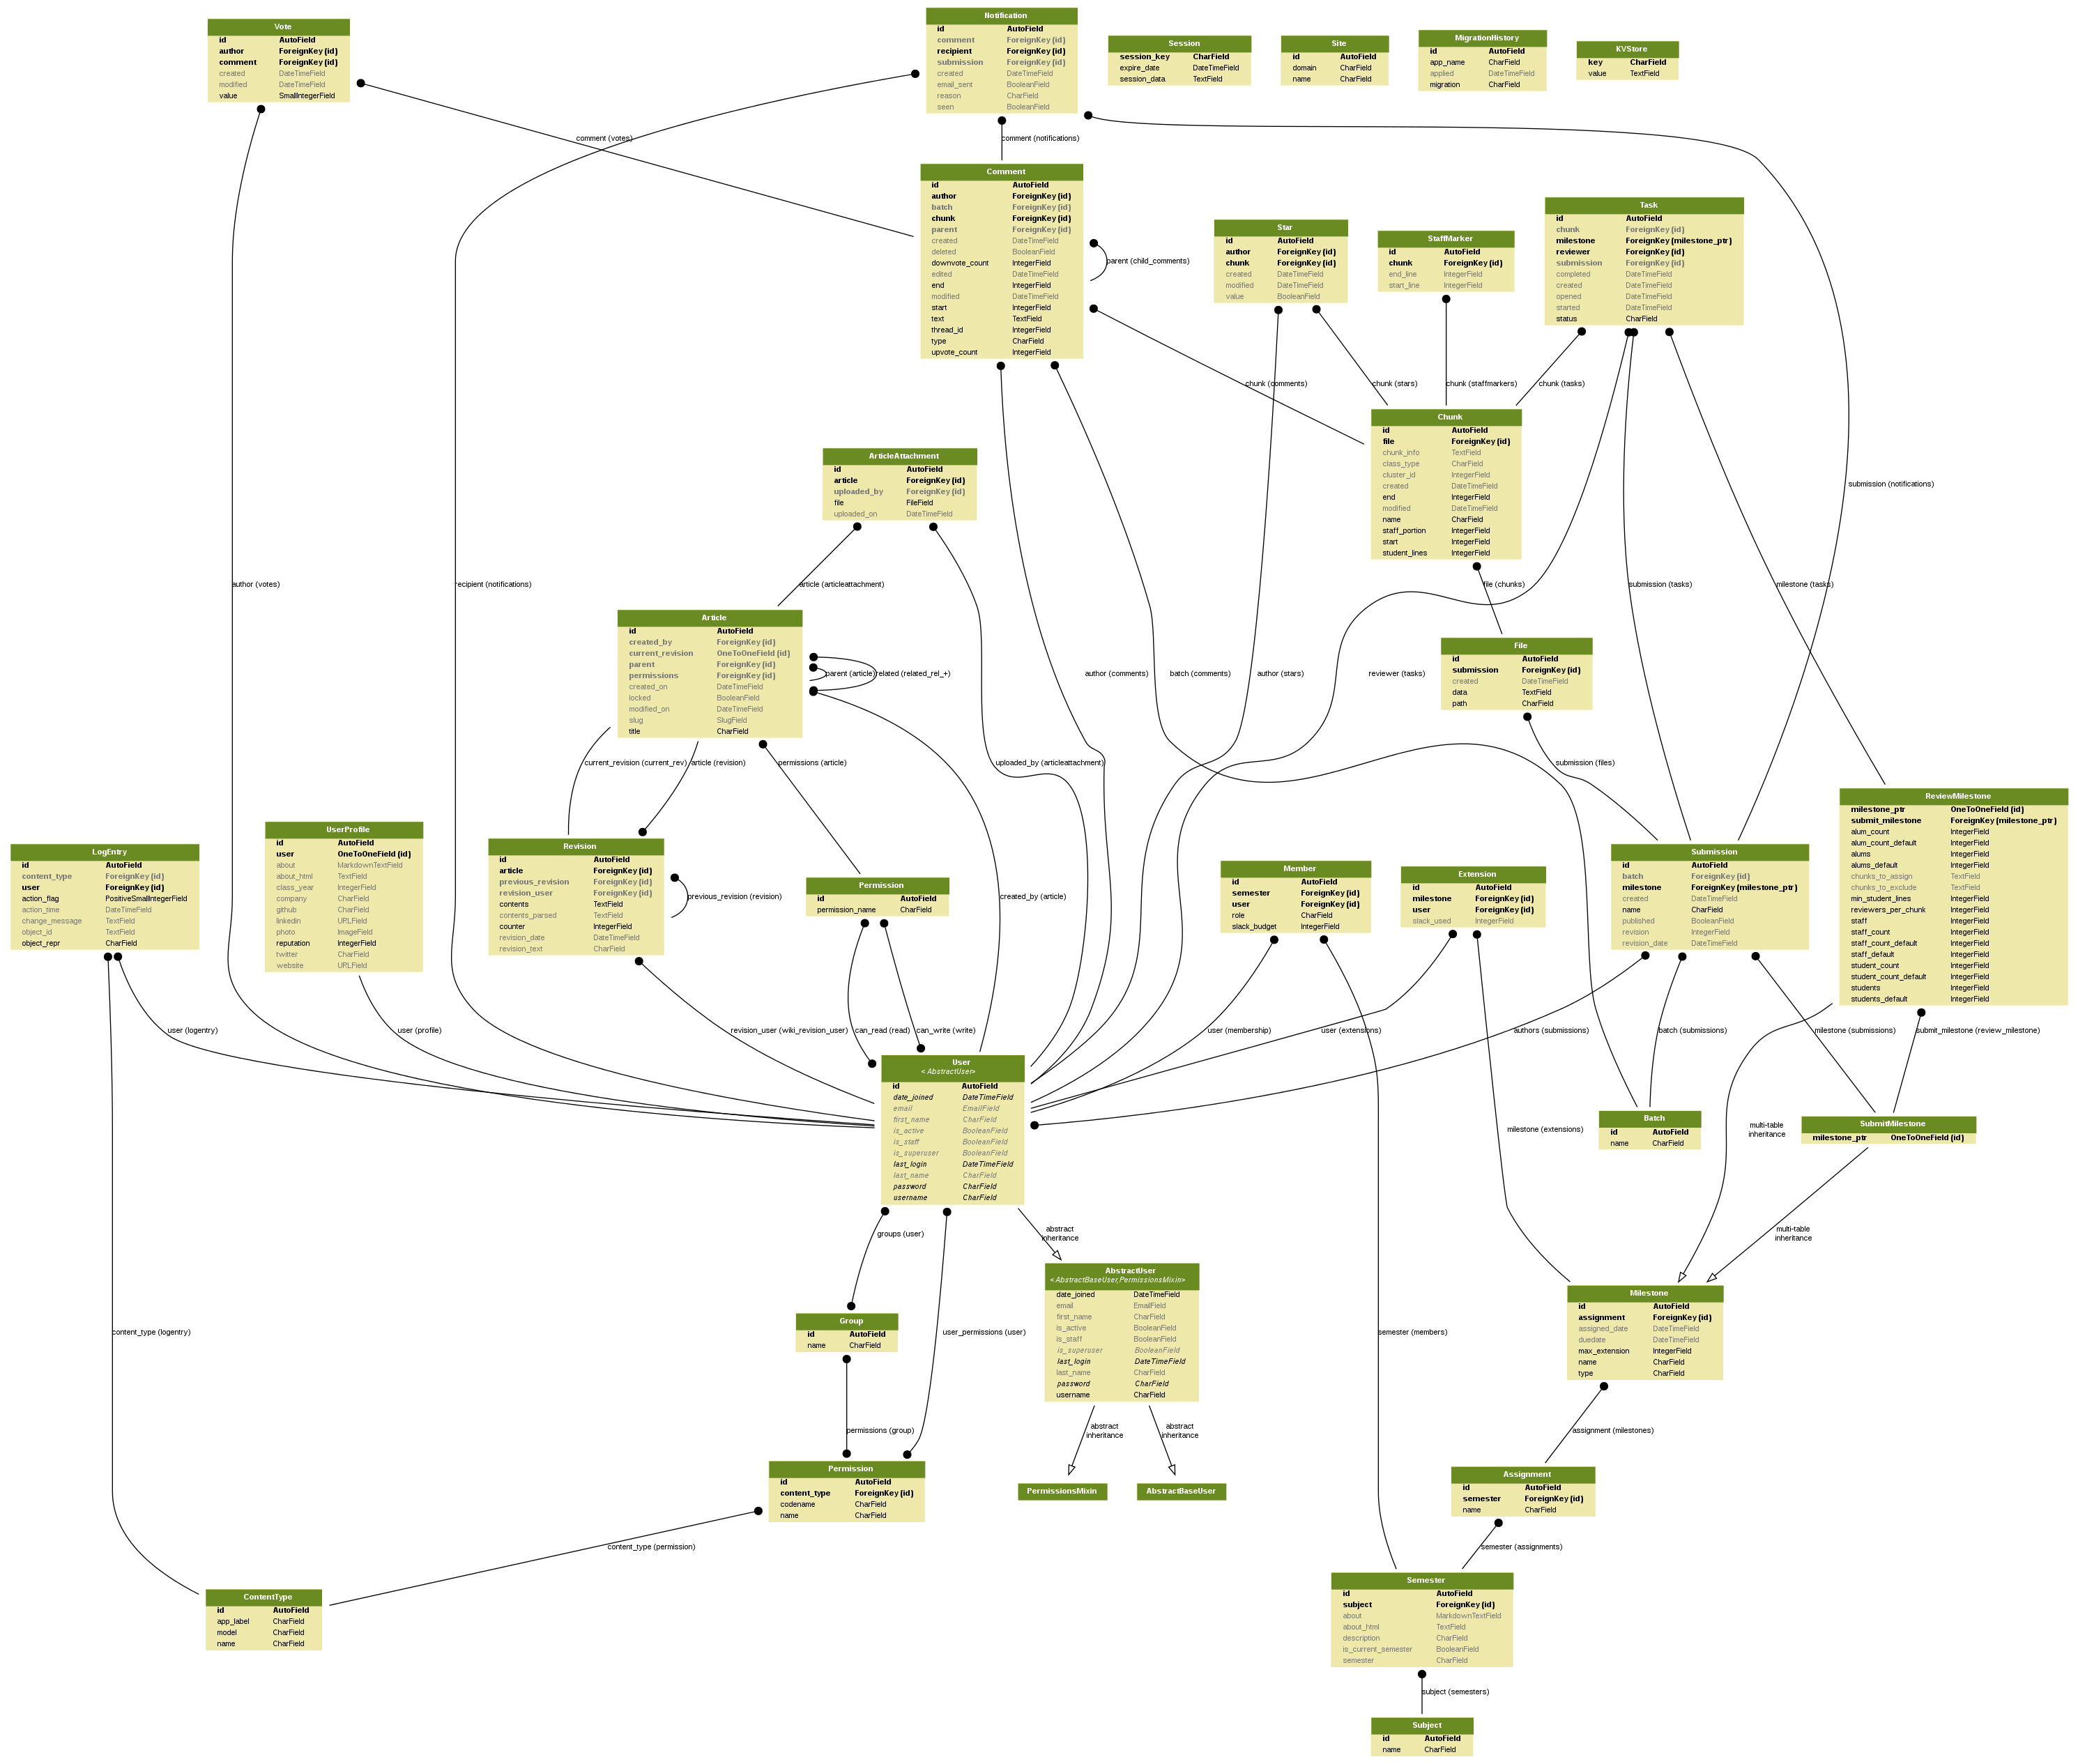 Vote
id AutoField
author ForeignKey (id)
comment ForeignKey (id)
created DateTimeField
modified DateTimeField
value SmallIntegerField
Notification
id AutoField
comment ForeignKey (id)
recipient ForeignKey (id)
submission ForeignKey (id)
created DateTimeField
email_sent BooleanField
reason CharField
seen BooleanField
Session
session_key CharField
expire_date DateTimeField
session_data TextField
Site
id AutoField
domain CharField
name CharField
MigrationHistory
id AutoField
app_name CharField
applied DateTimeField
migration CharField
KVStore
key CharField
value TextField
comment (votes)
comment (notifications)
Comment
id AutoField
author ForeignKey (id)
batch ForeignKey (id)
chunk ForeignKey (id)
parent ForeignKey (id)
created DateTimeField
deleted BooleanField
downvote_count IntegerField
edited DateTimeField
end IntegerField
modified DateTimeField
start IntegerField
text TextField
thread_id IntegerField
type CharField
upvote_count IntegerField
parent (child_comments)
Star
id AutoField
author ForeignKey (id)
chunk ForeignKey (id)
created DateTimeField
modified DateTimeField
value BooleanField
StaffMarker
id AutoField
chunk ForeignKey (id)
end_line IntegerField
start_line IntegerField
Task
id AutoField
chunk ForeignKey (id)
milestone ForeignKey (milestone_ptr)
reviewer ForeignKey (id)
submission ForeignKey (id)
completed DateTimeField
created DateTimeField
opened DateTimeField
started DateTimeField
status CharField
chunk (comments)
chunk (stars)
chunk (staffmarkers)
chunk (tasks)
Chunk
id AutoField
file ForeignKey (id)
chunk_info TextField
class_type CharField
cluster_id IntegerField
created DateTimeField
end IntegerField
modified DateTimeField
name CharField
staff_portion IntegerField
start IntegerField
student_lines IntegerField
submission (notifications)
ArticleAttachment
id AutoField
article ForeignKey (id)
uploaded_by ForeignKey (id)
file FileField
uploaded_on DateTimeField
author (votes)
recipient (notifications)
article (articleattachment)
file (chunks)
submission (tasks)
milestone (tasks)
Article
id AutoField
created_by ForeignKey (id)
current_revision OneToOneField (id)
parent ForeignKey (id)
permissions ForeignKey (id)
created_on DateTimeField
locked BooleanField
modified_on DateTimeField
slug SlugField
title CharField
parent (article)
related (related_rel_+)
author (comments)
batch (comments)
author (stars)
reviewer (tasks)
File
id AutoField
submission ForeignKey (id)
created DateTimeField
data TextField
path CharField
current_revision (current_rev)
article (revision)
permissions (article)
uploaded_by (articleattachment)
submission (files)
LogEntry
id AutoField
content_type ForeignKey (id)
user ForeignKey (id)
action_flag PositiveSmallIntegerField
action_time DateTimeField
change_message TextField
object_id TextField
object_repr CharField
UserProfile
id AutoField
user OneToOneField (id)
about MarkdownTextField
about_html TextField
class_year IntegerField
company CharField
github CharField
linkedin URLField
photo ImageField
reputation IntegerField
twitter CharField
website URLField
Revision
id AutoField
article ForeignKey (id)
previous_revision ForeignKey (id)
revision_user ForeignKey (id)
contents TextField
contents_parsed TextField
counter IntegerField
revision_date DateTimeField
revision_text CharField
previous_revision (revision)
Permission
id AutoField
permission_name CharField
created_by (article)
Member
id AutoField
semester ForeignKey (id)
user ForeignKey (id)
role CharField
slack_budget IntegerField
Extension
id AutoField
milestone ForeignKey (id)
user ForeignKey (id)
slack_used IntegerField
Submission
id AutoField
batch ForeignKey (id)
milestone ForeignKey (milestone_ptr)
created DateTimeField
name CharField
published BooleanField
revision IntegerField
revision_date DateTimeField
ReviewMilestone
milestone_ptr OneToOneField (id)
submit_milestone ForeignKey (milestone_ptr)
alum_count IntegerField
alum_count_default IntegerField
alums IntegerField
alums_default IntegerField
chunks_to_assign TextField
chunks_to_exclude TextField
min_student_lines IntegerField
reviewers_per_chunk IntegerField
staff IntegerField
staff_count IntegerField
staff_count_default IntegerField
staff_default IntegerField
student_count IntegerField
student_count_default IntegerField
students IntegerField
students_default IntegerField
user (logentry)
user (profile)
revision_user (wiki_revision_user)
can_read (read)
can_write (write)
user (membership)
user (extensions)
authors (submissions)
batch (submissions)
milestone (submissions)
submit_milestone (review_milestone)
User
< AbstractUser>
id AutoField
date_joined DateTimeField
email EmailField
first_name CharField
is_active BooleanField
is_staff BooleanField
is_superuser BooleanField
last_login DateTimeField
last_name CharField
password CharField
username CharField
milestone (extensions)
Batch
id AutoField
name CharField
multi-table
inheritance
SubmitMilestone
milestone_ptr OneToOneField (id)
groups (user)
abstract
inheritance
multi-table
inheritance
AbstractUser
< AbstractBaseUser,PermissionsMixin>
date_joined DateTimeField
email EmailField
first_name CharField
is_active BooleanField
is_staff BooleanField
is_superuser BooleanField
last_login DateTimeField
last_name CharField
password CharField
username CharField
Group
id AutoField
name CharField
content_type (logentry)
user_permissions (user)
semester (members)
Milestone
id AutoField
assignment ForeignKey (id)
assigned_date DateTimeField
duedate DateTimeField
max_extension IntegerField
name CharField
type CharField
permissions (group)
abstract
inheritance
abstract
inheritance
assignment (milestones)
Permission
id AutoField
content_type ForeignKey (id)
codename CharField
name CharField
PermissionsMixin
AbstractBaseUser
Assignment
id AutoField
semester ForeignKey (id)
name CharField
content_type (permission)
semester (assignments)
ContentType
id AutoField
app_label CharField
model CharField
name CharField
Semester
id AutoField
subject ForeignKey (id)
about MarkdownTextField
about_html TextField
description CharField
is_current_semester BooleanField
semester CharField
subject (semesters)
Subject
id AutoField
name CharField